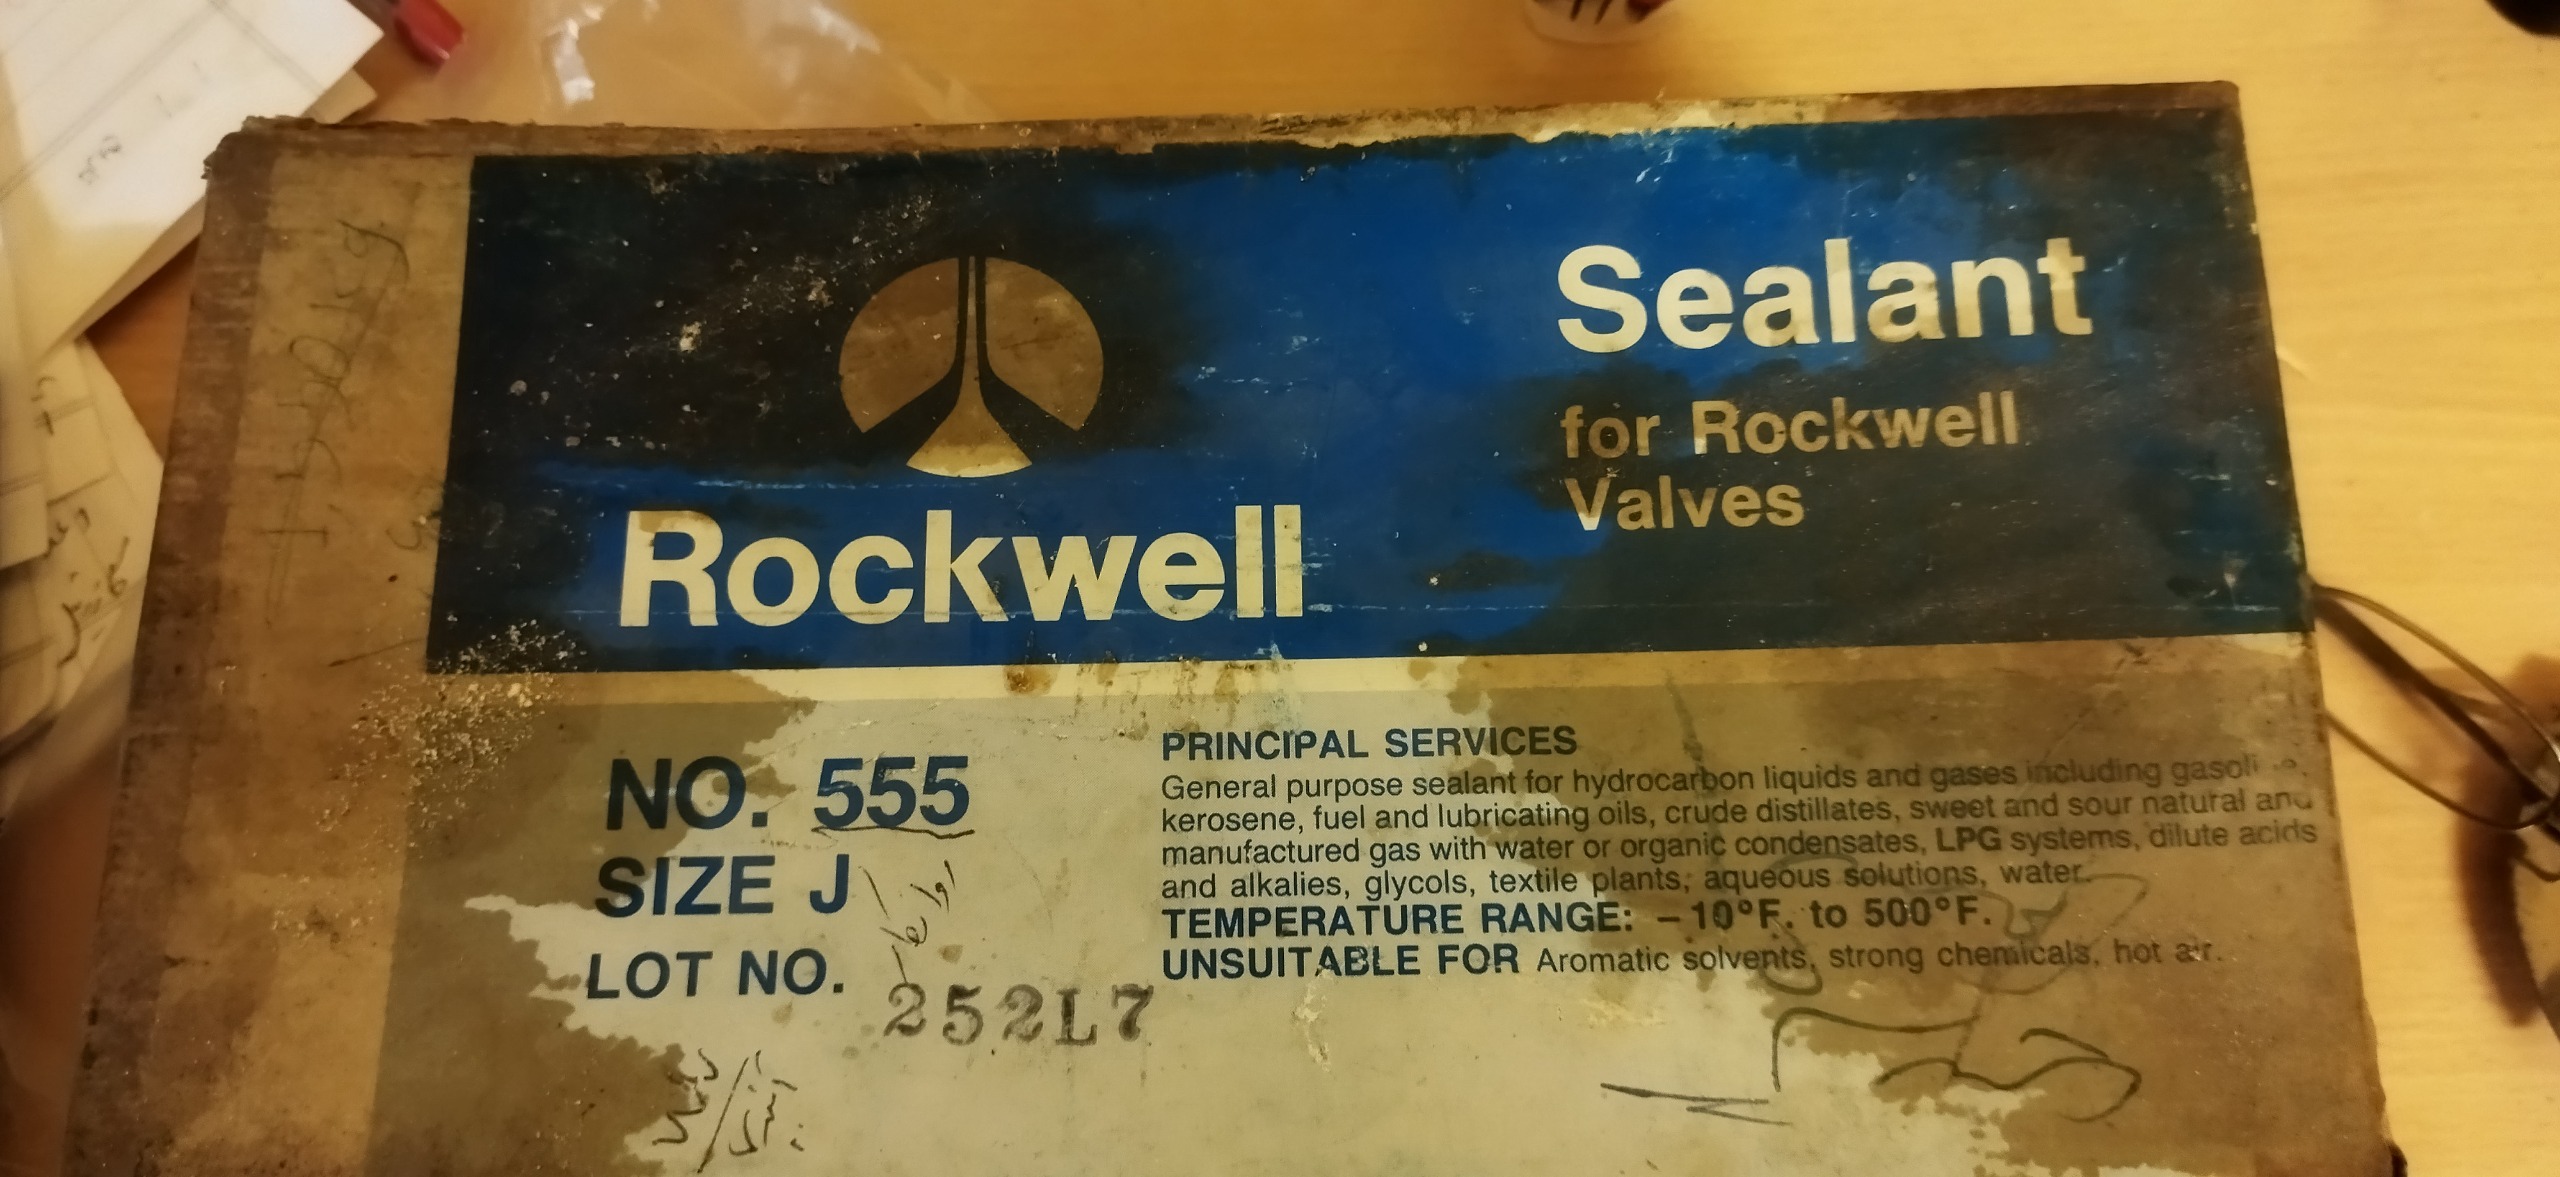 Rockwell
Sealant
for Rockwell
Valves
NO. 555
SIZE J
LOT NO. 252L7
PRINCIPAL SERVICES
General purpose sealant for hydrocarbon liquids and gases including
kerosene, fuel and lubricating oils, crude distillates, sweet and sour natural and
manufactured gas with water or organic condensates, LPG systems, dilute acids
and alkalies, glycols, textile plants, aqueous solutions, water.
TEMPERATURE RANGE: – 10°F. to 500°F.
UNSUITABLE FOR Aromatic solvents, strong chemicals, hot air.